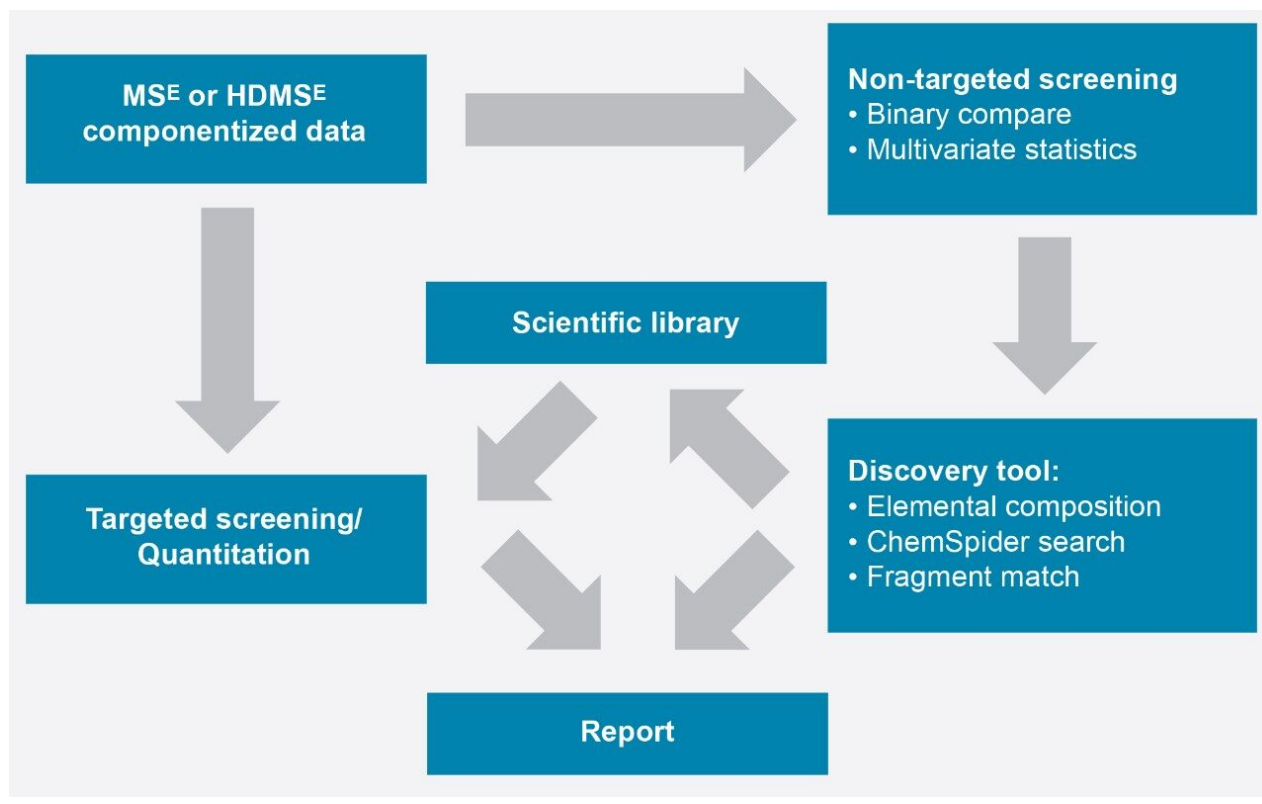 MSᴱ or HDMSᴱ
componentized data
Non-targeted screening
• Binary compare
• Multivariate statistics
Scientific library
Targeted screening/
Quantitation
Discovery tool:
• Elemental composition
• ChemSpider search
• Fragment match
Report